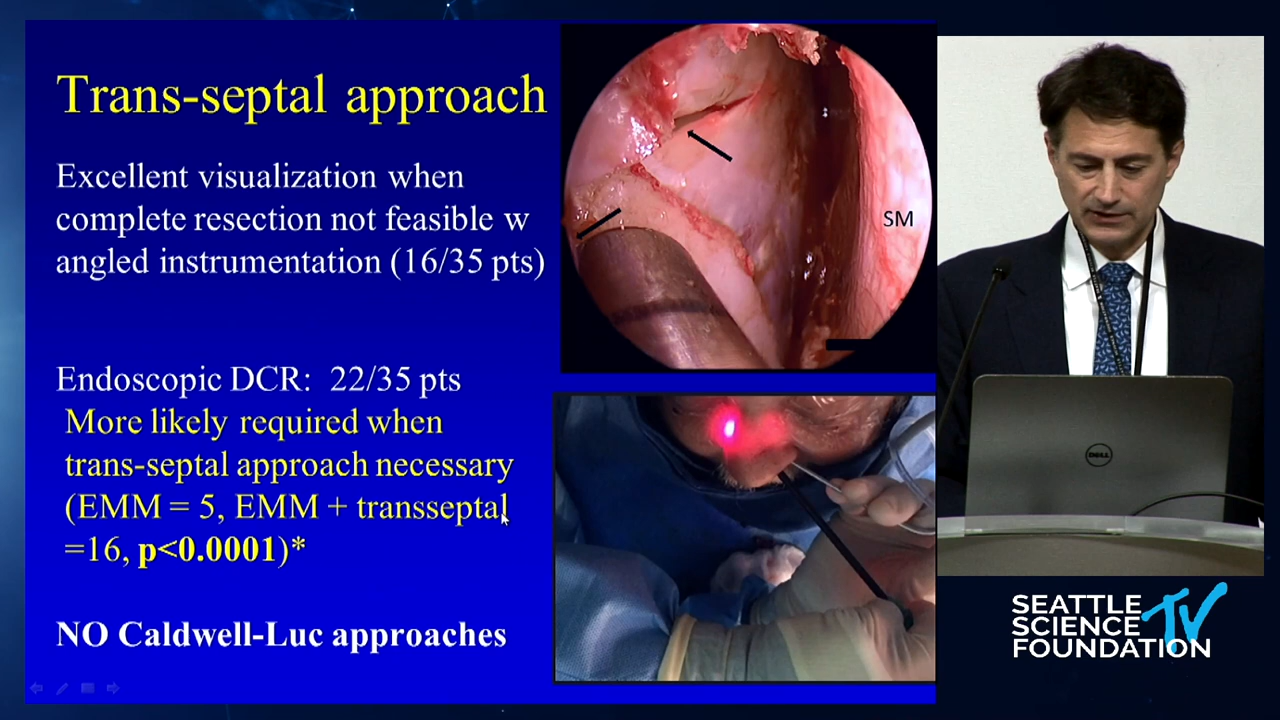 Trans-septal approach
Excellent visualization when
complete resection not feasible w
angled instrumentation (16/35 pts)
Endoscopic DCR: 22/35 pts
More likely required when
trans-septal approach necessary
(EMM = 5, EMM + transseptal
=16, p<0.0001)*
NO Caldwell-Luc approaches
SM
DELL
SEATTLE
SCIENCE
FOUNDATION
TV